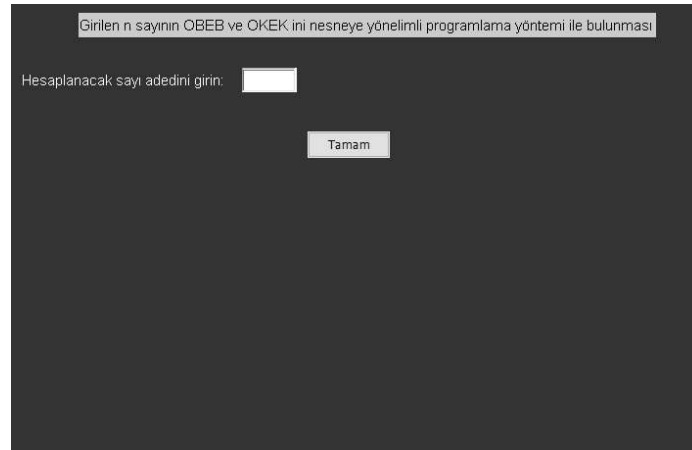 Girilen n sayının OBEB ve OKEK ini nesneye yönelimli programlama yöntemi ile bulunması
Hesaplanacak sayı adedini girin:
Tamam